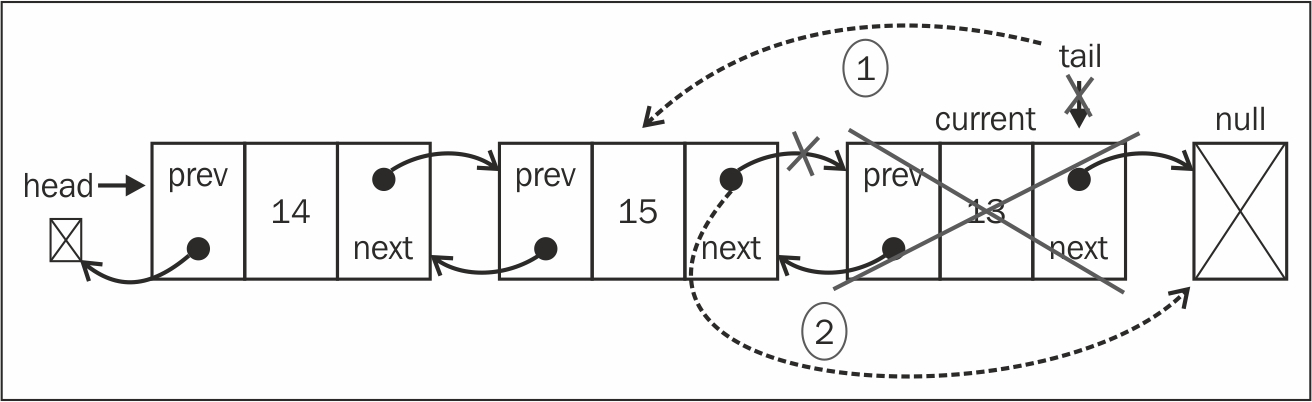 1
tail
current
null
head
prev
14
next
prev
15
next
prev
13
next
2